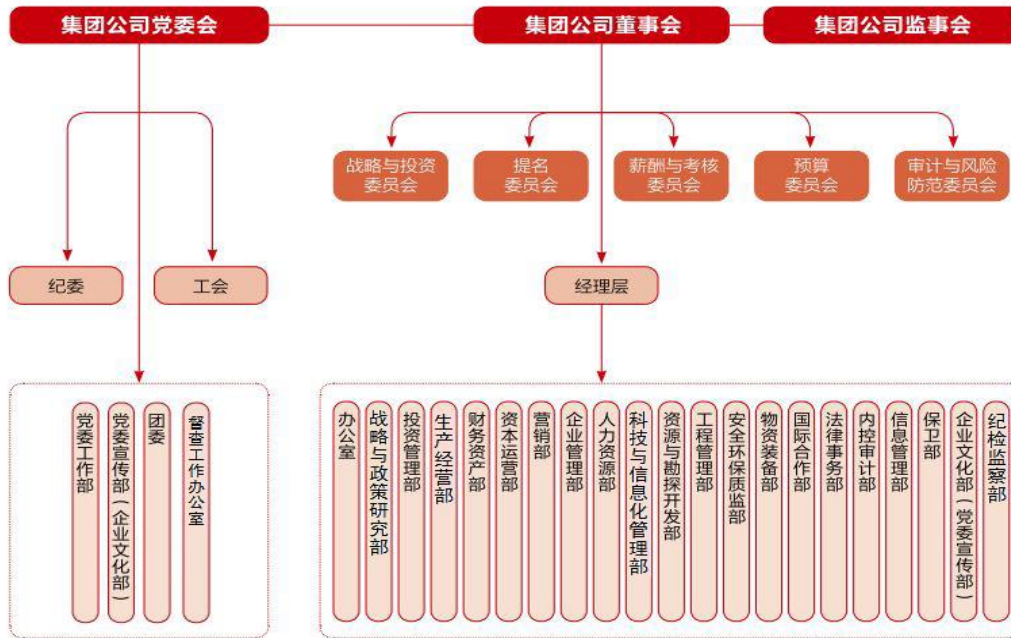 集团公司党委会
集团公司董事会
集团公司监事会
战略与投资
委员会
提名
委员会
薪酬与考核
委员会
预算
委员会
审计与风险
防范委员会
纪委
工会
经理层
党委工作部
党委宣传部(企业文化部)
团委
督查工作办公室
办公室
战略与政策研究部
投资管理部
生产经营部
财务资产部
资本运营部
营销部
企业管理部
人力资源部
科技与信息化管理部
资源与勘探开发部
工程管理部
安全环保质监部
物资装备部
国际合作部
法律事务部
内控审计部
信息管理部
保卫部
企业文化部(党委宣传部)
纪检监察部